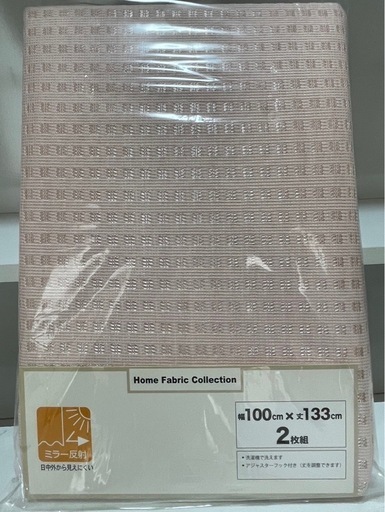 Home Fabric Collection
幅100cm×丈133cm
2枚組
ミラー反射
日中外から見えにくい
・洗濯機で洗えます
・アジャスターフック付き（丈を調整できます）